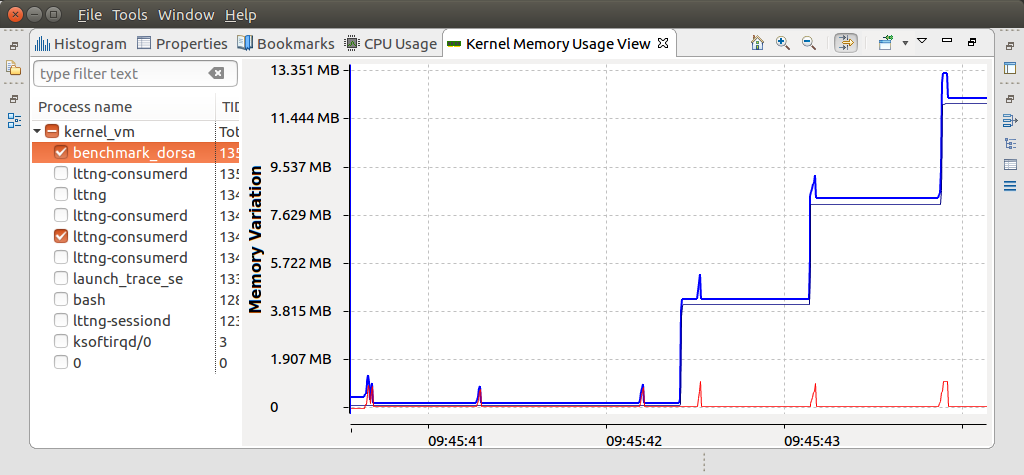 File Tools Window Help
Histogram Properties Bookmarks CPU Usage Kernel Memory Usage View
type filter text
Process name TID
kernel_vm Tot
benchmark_dorsa 135
lttng-consumerd 135
lttng 134
lttng-consumerd 134
lttng-consumerd 134
lttng-consumerd 134
launch_trace_se 133
bash 128
lttng-sessiond 123
ksoftirqd/0 3
0 0
Memory Variation
13.351 MB
11.444 MB
9.537 MB
7.629 MB
5.722 MB
3.815 MB
1.907 MB
0
09:45:41 09:45:42 09:45:43